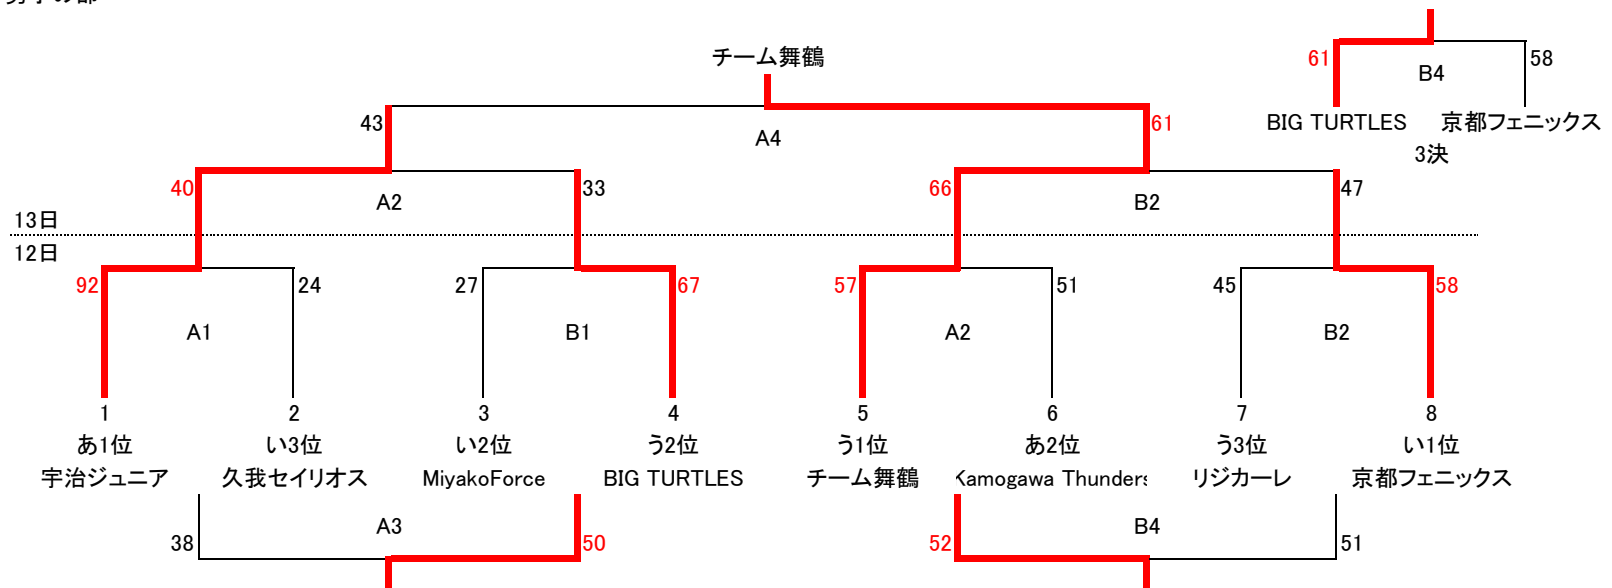 チーム舞鶴
61
58
B4
BIG TURTLES 京都フェニックス
3決
43
61
A4
40
33
66
47
A2
B2
13日
12日
92
24
27
67
57
51
45
58
A1
B1
A2
B2
1 2 3 4 5 6 7 8
あ1位 い3位 い2位 う2位 う1位 あ2位 う3位 い1位
宇治ジュニア 久我セイリオス MiyakoForce BIG TURTLES チーム舞鶴 Kamogawa Thunders リジカーレ 京都フェニックス
A3
B4
38
50
52
51